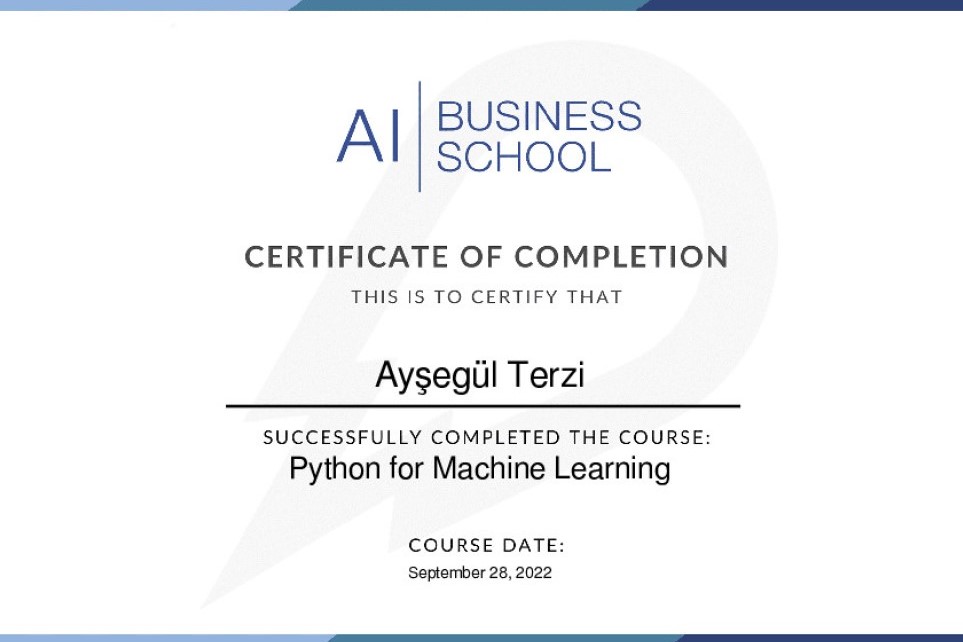 AI BUSINESS
SCHOOL
CERTIFICATE OF COMPLETION
THIS IS TO CERTIFY THAT
Ayşegül Terzi
SUCCESSFULLY COMPLETED THE COURSE:
Python for Machine Learning
COURSE DATE:
September 28, 2022